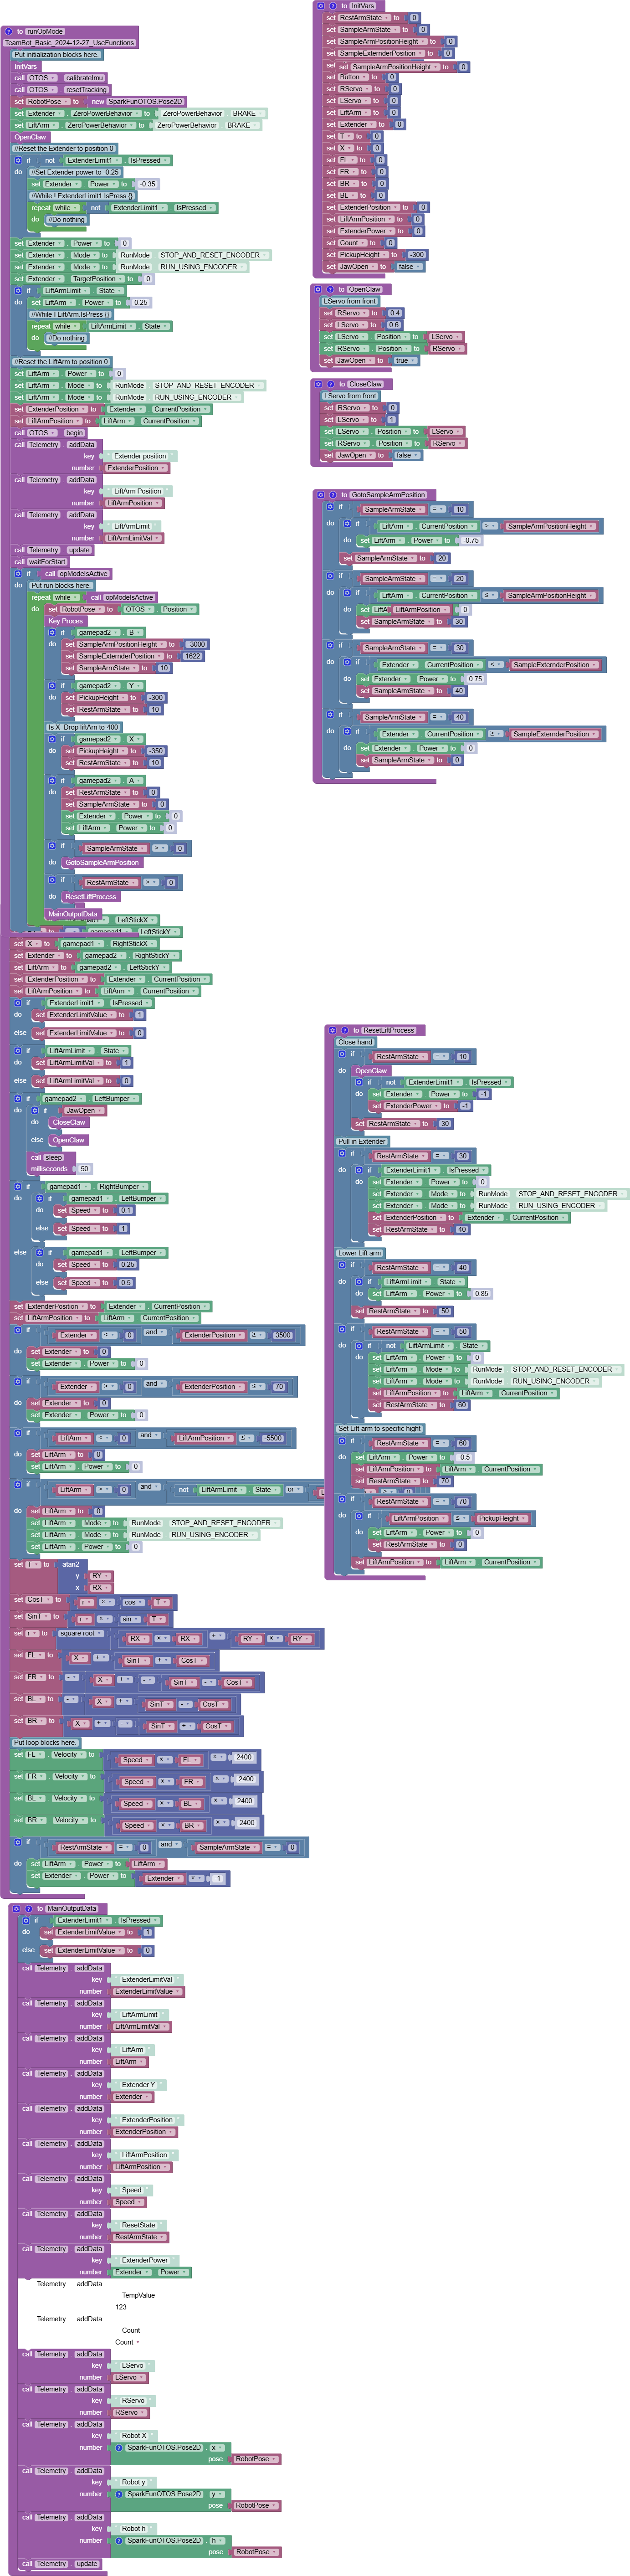 to runOpMode
TeamBot_Basic_2024-12-27_UseFunctions
Put initialization blocks here.
InitVars
call OTOS . calibrateImu
call OTOS . resetTracking
set RobotPose to new SparkFunOTOS.Pose2D
set Extender . ZeroPowerBehavior to ZeroPowerBehavior BRAKE
set LiftArm . ZeroPowerBehavior to ZeroPowerBehavior BRAKE
OpenClaw
//Reset the Extender to position 0
if not ExtenderLimit1 . IsPressed
do //Set Extender power to -0.25
set Extender . Power to -0.35
//While ! ExtenderLimit1 IsPress {}
repeat while not ExtenderLimit1 . IsPressed
do //Do nothing
set Extender . Power to 0
set Extender . Mode to RunMode STOP_AND_RESET_ENCODER
set Extender . Mode to RunMode RUN_USING_ENCODER
set Extender . TargetPosition to 0
if LiftArmLimit . State
do set LiftArm . Power to 0.25
//While ! LiftArm.IsPress {}
repeat while LiftArmLimit . State
do //Do nothing
//Reset the LiftArm to position 0
set LiftArm . Power to 0
set LiftArm . Mode to RunMode STOP_AND_RESET_ENCODER
set LiftArm . Mode to RunMode RUN_USING_ENCODER
set ExtenderPosition to Extender . CurrentPosition
set LiftArmPosition to LiftArm . CurrentPosition
call OTOS . begin
call Telemetry . addData
key " Extender position "
number ExtenderPosition
call Telemetry . addData
key " LiftArm Position "
number LiftArmPosition
call Telemetry . addData
key " LiftArmLimit "
number LiftArmLimitVal
call Telemetry . update
call waitForStart
if call opModeIsActive
do Put run blocks here.
repeat while call opModeIsActive
do set RobotPose to OTOS . Position
Key Proces
if gamepad2 . B
do set SampleArmPositionHeight to -3000
set SampleExternderPosition to 1622
set SampleArmState to 10
if gamepad2 . Y
do set PickupHeight to -300
set RestArmState to 10
Is X Drop liftArn to-400
if gamepad2 . X
do set PickupHeight to -350
set RestArmState to 10
if gamepad2 . A
do set RestArmState to 0
set SampleArmState to 0
set Extender . Power to 0
set LiftArm . Power to 0
if SampleArmState > 0
do GotoSampleArmPosition
if RestArmState > 0
do ResetLiftProcess
MainOutputData . LeftStickX
gamepad1 . LeftStickY
set X to gamepad1 . RightStickX
set Extender to gamepad2 . RightStickY
set LiftArm to gamepad2 . LeftStickY
set ExtenderPosition to Extender . CurrentPosition
set LiftArmPosition to LiftArm . CurrentPosition
if ExtenderLimit1 . IsPressed
do set ExtenderLimitValue to 1
else set ExtenderLimitValue to 0
if LiftArmLimit . State
do set LiftArmLimitVal to 1
else set LiftArmLimitVal to 0
if gamepad2 . LeftBumper
do if JawOpen
do CloseClaw
else OpenClaw
call sleep
milliseconds 50
if gamepad1 . RightBumper
do if gamepad1 . LeftBumper
do set Speed to 0.1
else set Speed to 1
else if gamepad1 . LeftBumper
do set Speed to 0.25
else set Speed to 0.5
set ExtenderPosition to Extender . CurrentPosition
set LiftArmPosition to LiftArm . CurrentPosition
if Extender < 0 and ExtenderPosition ≥ 3500
do set Extender to 0
set Extender . Power to 0
if Extender > 0 and ExtenderPosition ≤ 70
do set Extender to 0
set Extender . Power to 0
if LiftArm < 0 and LiftArmPosition ≤ -5500
do set LiftArm to 0
set LiftArm . Power to 0
if LiftArm > 0 and not LiftArmLimit . State or
do set LiftArm to 0
set LiftArm . Mode to RunMode STOP_AND_RESET_ENCODER
set LiftArm . Mode to RunMode RUN_USING_ENCODER
set LiftArm . Power to 0
set T to atan2
y RY
x RX
set CosT to r × cos T
set SinT to r × sin T
set r to square root RX × RX + RY × RY
set FL to X + SinT + CosT
set FR to - X + - SinT - CosT
set BL to - X + SinT - CosT
set BR to X + - SinT + CosT
Put loop blocks here.
set FL . Velocity to Speed × FL × 2400
set FR . Velocity to Speed × FR × 2400
set BL . Velocity to Speed × BL × 2400
set BR . Velocity to Speed × BR × 2400
if RestArmState = 0 and SampleArmState = 0
do set LiftArm . Power to LiftArm
set Extender . Power to Extender × -1
to MainOutputData
if ExtenderLimit1 . IsPressed
do set ExtenderLimitValue to 1
else set ExtenderLimitValue to 0
call Telemetry . addData
key " ExtenderLimitVal "
number ExtenderLimitValue
call Telemetry . addData
key " LiftArmLimit "
number LiftArmLimitVal
call Telemetry . addData
key " LiftArm "
number LiftArm
call Telemetry . addData
key " Extender Y "
number Extender
call Telemetry . addData
key " ExtenderPosition "
number ExtenderPosition
call Telemetry . addData
key " LiftArmPosition "
number LiftArmPosition
call Telemetry . addData
key " Speed "
number Speed
call Telemetry . addData
key " ResetState "
number RestArmState
call Telemetry . addData
key " ExtenderPower "
number Extender . Power
Telemetry addData
TempValue
123
Telemetry addData
Count
Count
call Telemetry . addData
key " LServo "
number LServo
call Telemetry . addData
key " RServo "
number RServo
call Telemetry . addData
key " Robot X "
number SparkFunOTOS.Pose2D . x
pose RobotPose
call Telemetry . addData
key " Robot y "
number SparkFunOTOS.Pose2D . y
pose RobotPose
call Telemetry . addData
key " Robot h "
number SparkFunOTOS.Pose2D . h
pose RobotPose
call Telemetry . update
to InitVars
set RestArmState to 0
set SampleArmState to 0
set SampleArmPositionHeight to 0
set SampleExternderPosition to 0
set SampleArmPositionHeight to 0
set Button to 0
set RServo to 0
set LServo to 0
set LiftArm to 0
set Extender to 0
set T to 0
set X to 0
set FL to 0
set FR to 0
set BR to 0
set BL to 0
set ExtenderPosition to 0
set LiftArmPosition to 0
set ExtenderPower to 0
set Count to 0
set PickupHeight to -300
set JawOpen to false
to OpenClaw
LServo from front
set RServo to 0.4
set LServo to 0.6
set LServo . Position to LServo
set RServo . Position to RServo
set JawOpen to true
to CloseClaw
LServo from front
set RServo to 0
set LServo to 1
set LServo . Position to LServo
set RServo . Position to RServo
set JawOpen to false
to GotoSampleArmPosition
if SampleArmState = 10
do if LiftArm . CurrentPosition > SampleArmPositionHeight
do set LiftArm . Power to -0.75
set SampleArmState to 20
if SampleArmState = 20
do if LiftArm . CurrentPosition ≤ SampleArmPositionHeight
do set LiftA LiftArmPosition 0
set SampleArmState to 30
if SampleArmState = 30
do if Extender . CurrentPosition < SampleExternderPosition
do set Extender . Power to 0.75
set SampleArmState to 40
if SampleArmState = 40
do if Extender . CurrentPosition ≥ SampleExternderPosition
do set Extender . Power to 0
set SampleArmState to 0
to ResetLiftProcess
Close hand
if RestArmState = 10
do OpenClaw
if not ExtenderLimit1 . IsPressed
do set Extender . Power to -1
set ExtenderPower to -1
set RestArmState to 30
Pull in Extender
if RestArmState = 30
do if ExtenderLimit1 . IsPressed
do set Extender . Power to 0
set Extender . Mode to RunMode STOP_AND_RESET_ENCODER
set Extender . Mode to RunMode RUN_USING_ENCODER
set ExtenderPosition to Extender . CurrentPosition
set RestArmState to 40
Lower Lift arm
if RestArmState = 40
do if LiftArmLimit . State
do set LiftArm . Power to 0.85
set RestArmState to 50
if RestArmState = 50
do if not LiftArmLimit . State
do set LiftArm . Power to 0
set LiftArm . Mode to RunMode STOP_AND_RESET_ENCODER
set LiftArm . Mode to RunMode RUN_USING_ENCODER
set LiftArmPosition to LiftArm . CurrentPosition
set RestArmState to 60
Set Lift arm to specific hight
if RestArmState = 60
do set LiftArm . Power to -0.5
set LiftArmPosition to LiftArm . CurrentPosition
set RestArmState to 70
if RestArmState = 70
do if LiftArmPosition ≤ PickupHeight
do set LiftArm . Power to 0
set RestArmState to 0
set LiftArmPosition to LiftArm . CurrentPosition